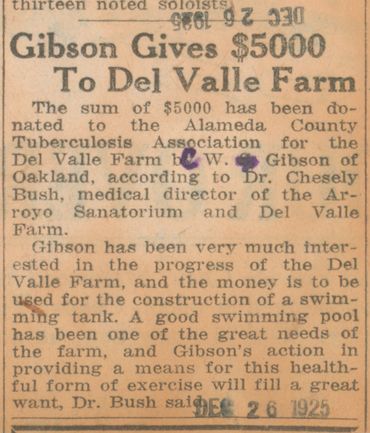 thirteen noted soloists.
DEC 26 1925
Gibson Gives $5000
To Del Valle Farm
The sum of $5000 has been do-
nated to the Alameda County
Tuberculosis Association for the
Del Valle Farm C W. Gibson of
Oakland, according to Dr. Chesely
Bush, medical director of the Ar-
royo Sanatorium and Del Valle
Farm.
Gibson has been very much inter-
ested in the progress of the Del
Valle Farm, and the money is to be
used for the construction of a swim-
ming tank. A good swimming pool
has been one of the great needs of
the farm, and Gibson's action in
providing a means for this health-
ful form of exercise will fill a great
want, Dr. Bush said
DEC 26 1925